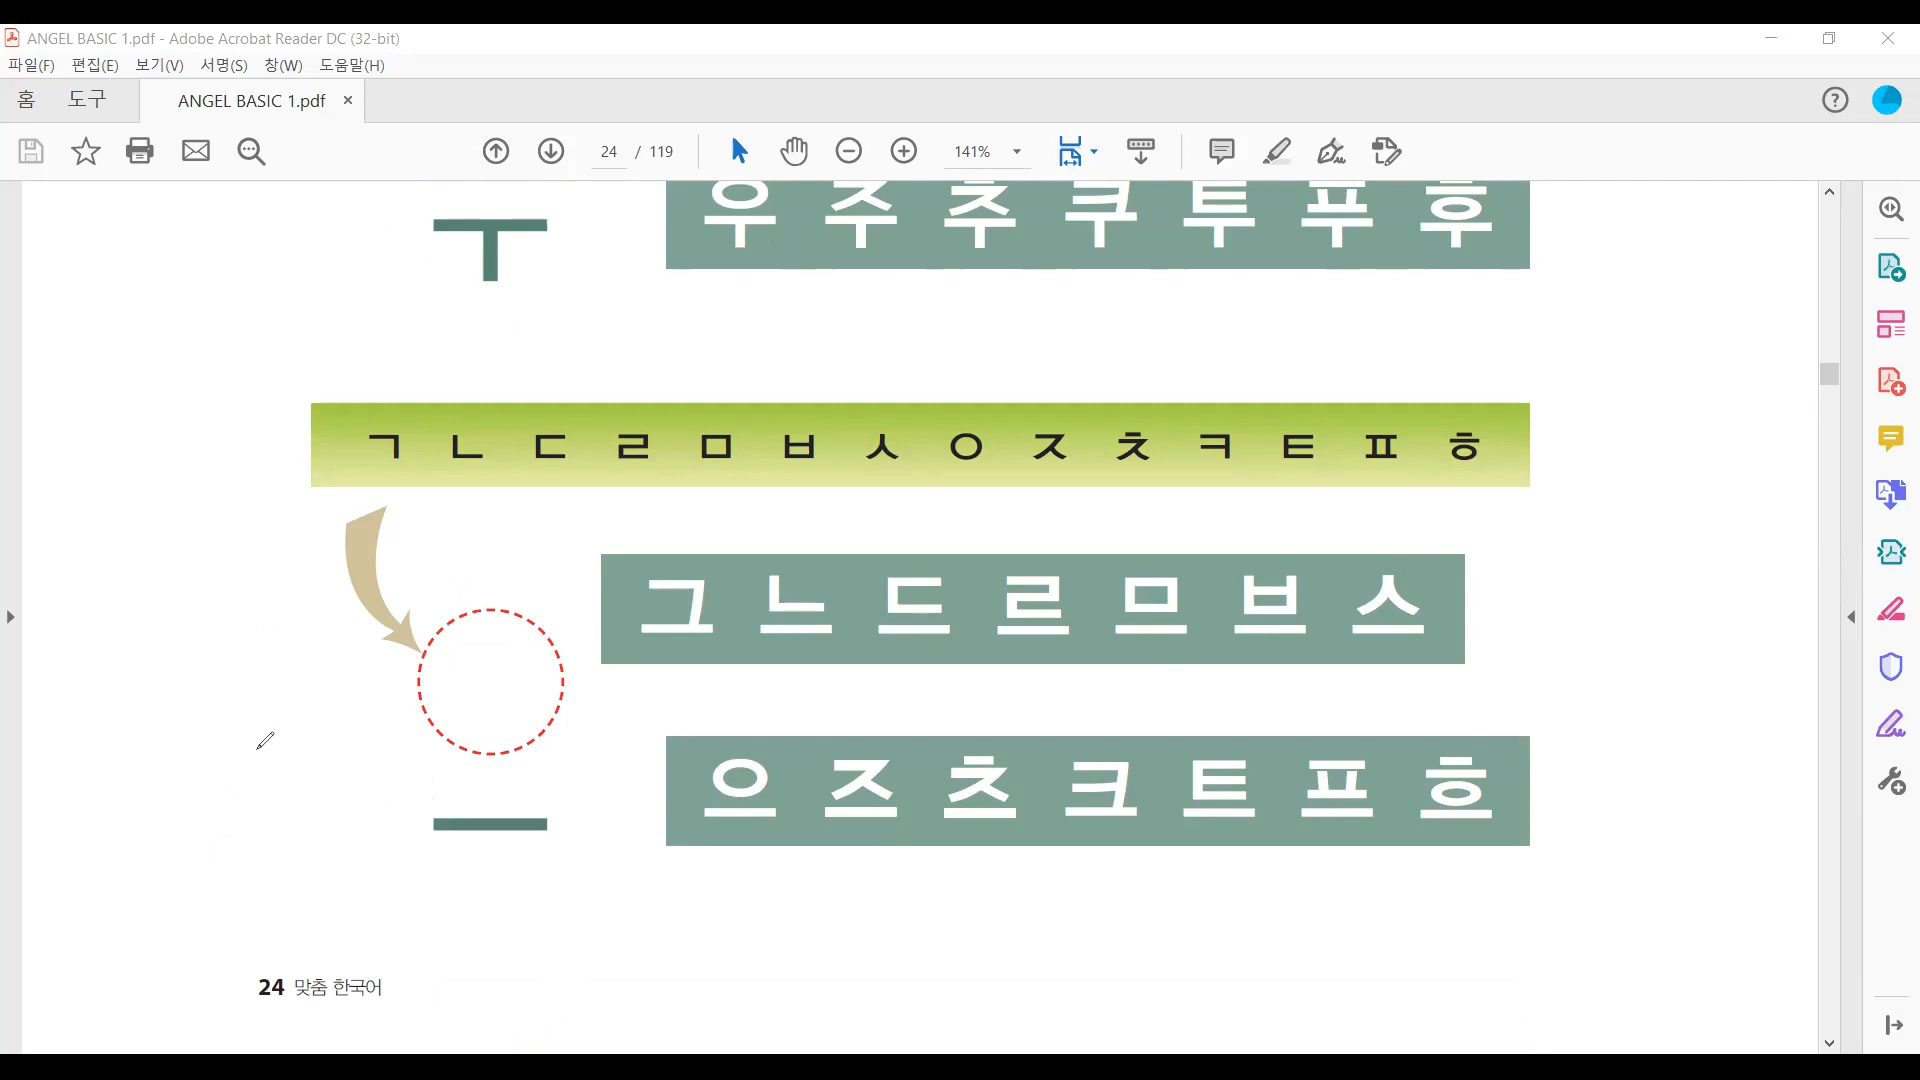 ANGEL BASIC 1.pdf - Adobe Acrobat Reader DC (32-bit)
파일(F) 편집(E) 보기(V) 서명(S) 창(W) 도움말(H)
홈 도구 ANGEL BASIC 1.pdf ×
24 / 119 141%
우 주 추 쿠 투 푸 후
ㅜ
ㄱ ㄴ ㄷ ㄹ ㅁ ㅂ ㅅ ㅇ ㅈ ㅊ ㅋ ㅌ ㅍ ㅎ
그 느 드 르 므 브 스
으 즈 츠 크 트 프 흐
ㅡ
24 맞춤 한국어